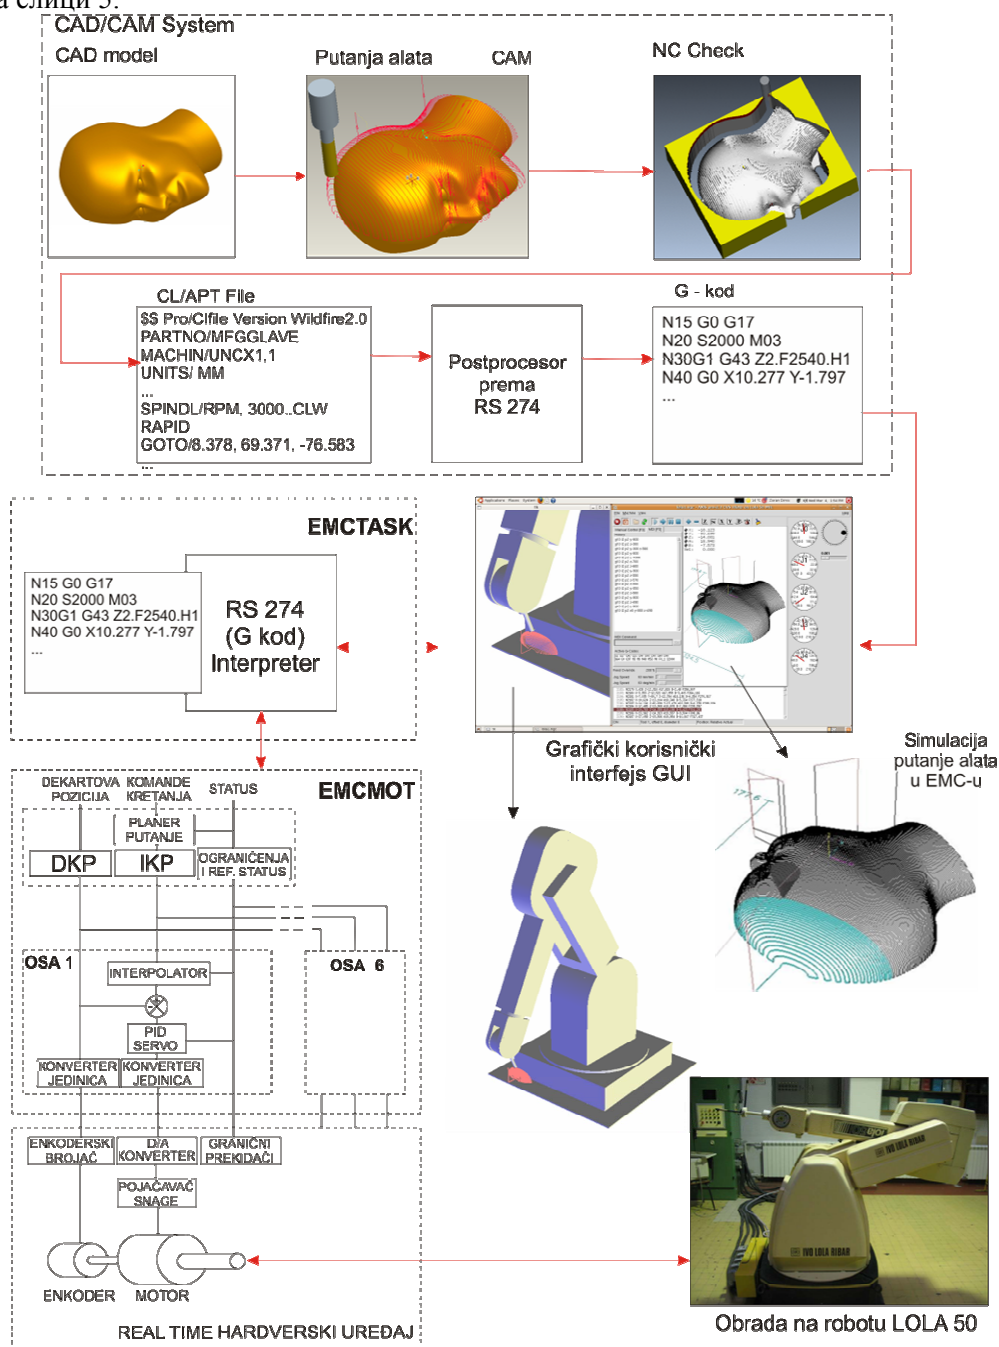 а слици 5.
CAD/CAM System
CAD model
Putanja alata
CAM
NC Check
CL/APT File
$S Pro/Clfile Version Wildfire2.0
PARTNO/MFGGLAVE
MACHIN/UNCX1,1
UNITS/ MM
...
SPINDL/RPM, 3000..CLW
RAPID
GOTO/8.378, 69.371, -76.583
...
Postprocesor
prema
RS 274
G - kod
N15 G0 G17
N20 S2000 M03
N30G1 G43 Z2.F2540.H1
N40 G0 X10.277 Y-1.797
...
EMCTASK
N15 G0 G17
N20 S2000 M03
N30G1 G43 Z2.F2540.H1
N40 G0 X10.277 Y-1.797
...
RS 274
(G kod)
Interpreter
Grafički korisnički
interfejs GUI
Simulacija
putanje alata
u EMC-u
177.6
EMCMOT
DEKARTOVA
POZICIJA
KOMANDE
KRETANJA
STATUS
PLANER
PUTANJE
DKP
IKP
OGRANIČENJA
I REF. STATUS
OSA 1
OSA 6
INTERPOLATOR
PID
SERVO
KONVERTER
JEDINICA
KONVERTER
JEDINICA
ENKODERSKI
BROJAČ
D/A
KONVERTER
GRANIČNI
PREKIDAČI
POJAČAVAČ
SNAGE
ENKODER
MOTOR
REAL TIME HARDVERSKI UREĐAJ
IVO LOLA RIBAR
IVO LOLA RIBAR
Obrada na robotu LOLA 50